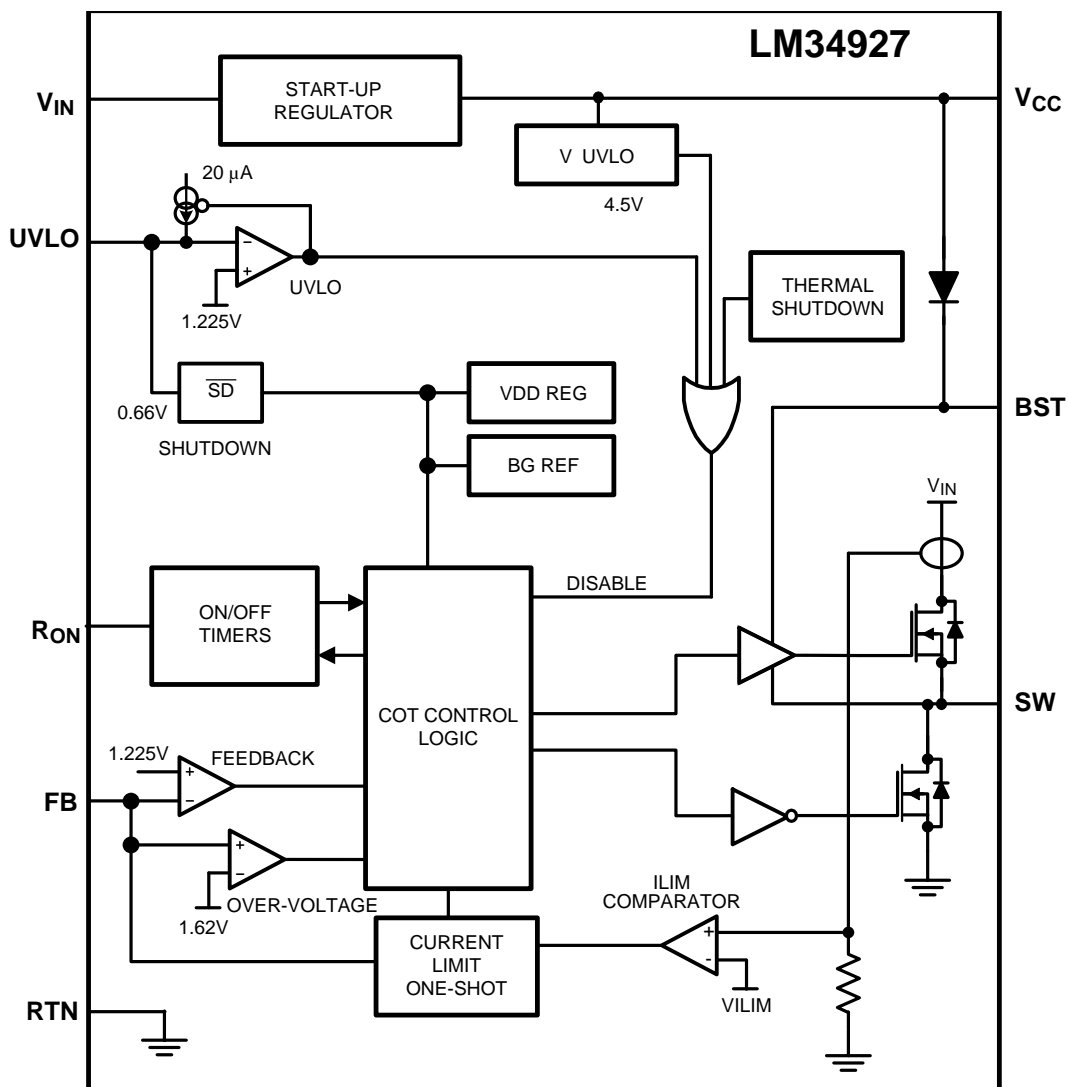 LM34927
VIN
START-UP
REGULATOR
VCC
V UVLO
4.5V
20 μA
UVLO
−
+
UVLO
1.225V
THERMAL
SHUTDOWN
SD
0.66V
SHUTDOWN
VDD REG
BG REF
BST
VIN
DISABLE
RON
ON/OFF
TIMERS
COT CONTROL
LOGIC
SW
1.225V
FEEDBACK
+
−
FB
+
−
OVER-VOLTAGE
1.62V
ILIM
COMPARATOR
+
-
VILIM
CURRENT
LIMIT
ONE-SHOT
RTN